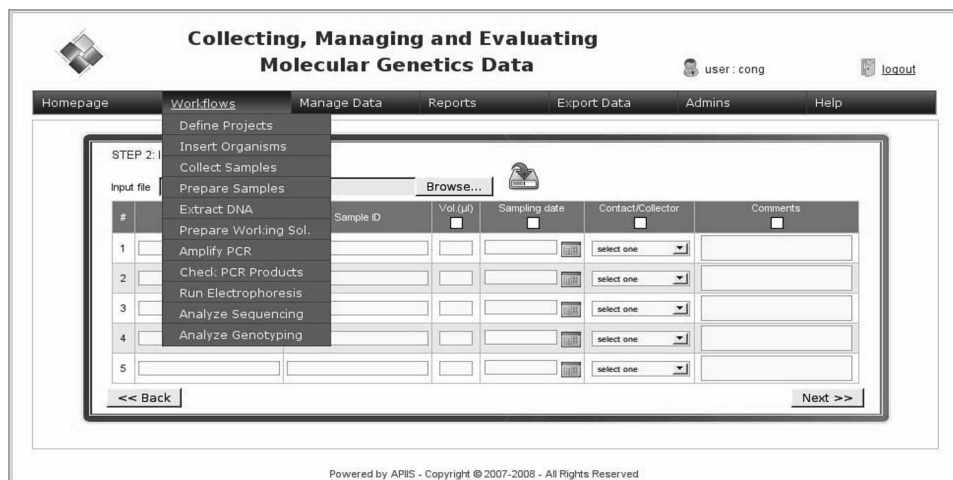 Collecting, Managing and Evaluating
Molecular Genetics Data
user : cong
logout
Homepage Workflows Manage Data Reports Export Data Admins Help
Define Projects
Insert Organisms
Collect Samples
Prepare Samples
Extract DNA
Prepare Working Sol.
Amplify PCR
Check PCR Products
Run Electrophoresis
Analyze Sequencing
Analyze Genotyping
STEP 2:
Input file Browse...
# Sample ID Vol.(µl) Sampling date Contact/Collector Comments
1 select one
2 select one
3 select one
4 select one
5 select one
<< Back Next >>
Powered by APIIS - Copyright © 2007-2008 - All Rights Reserved